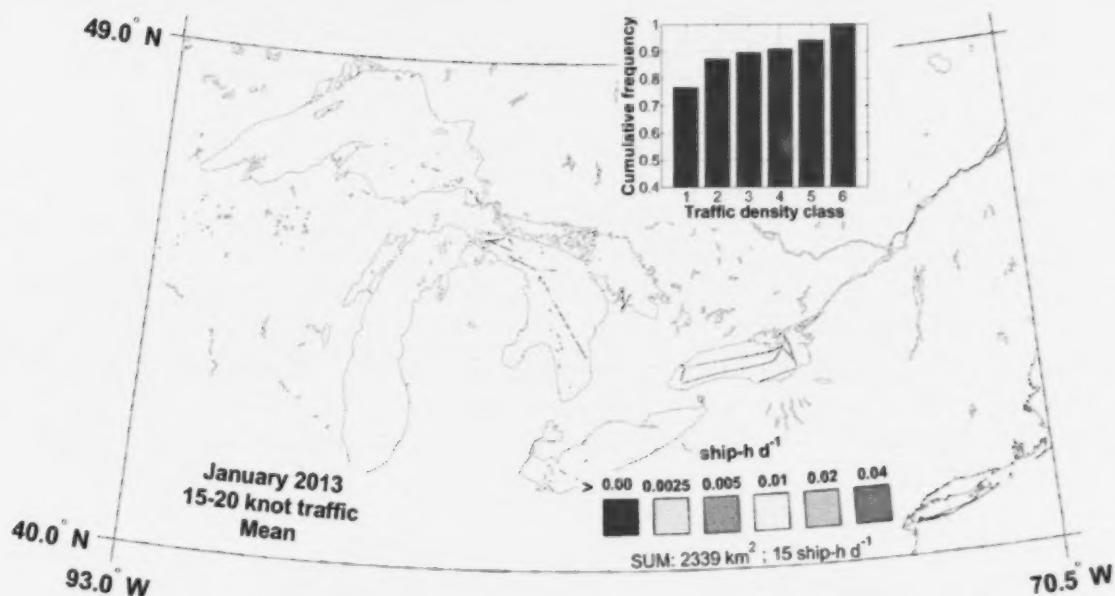 49.0° N
1
0.9
0.8
0.7
0.6
0.5
0.4
Cumulative frequency
1 2 3 4 5 6
Traffic density class
January 2013
15-20 knot traffic
Mean
ship-h d⁻¹
> 0.00 0.0025 0.005 0.01 0.02 0.04
SUM: 2339 km² ; 15 ship-h d⁻¹
40.0° N
93.0° W
70.5° W